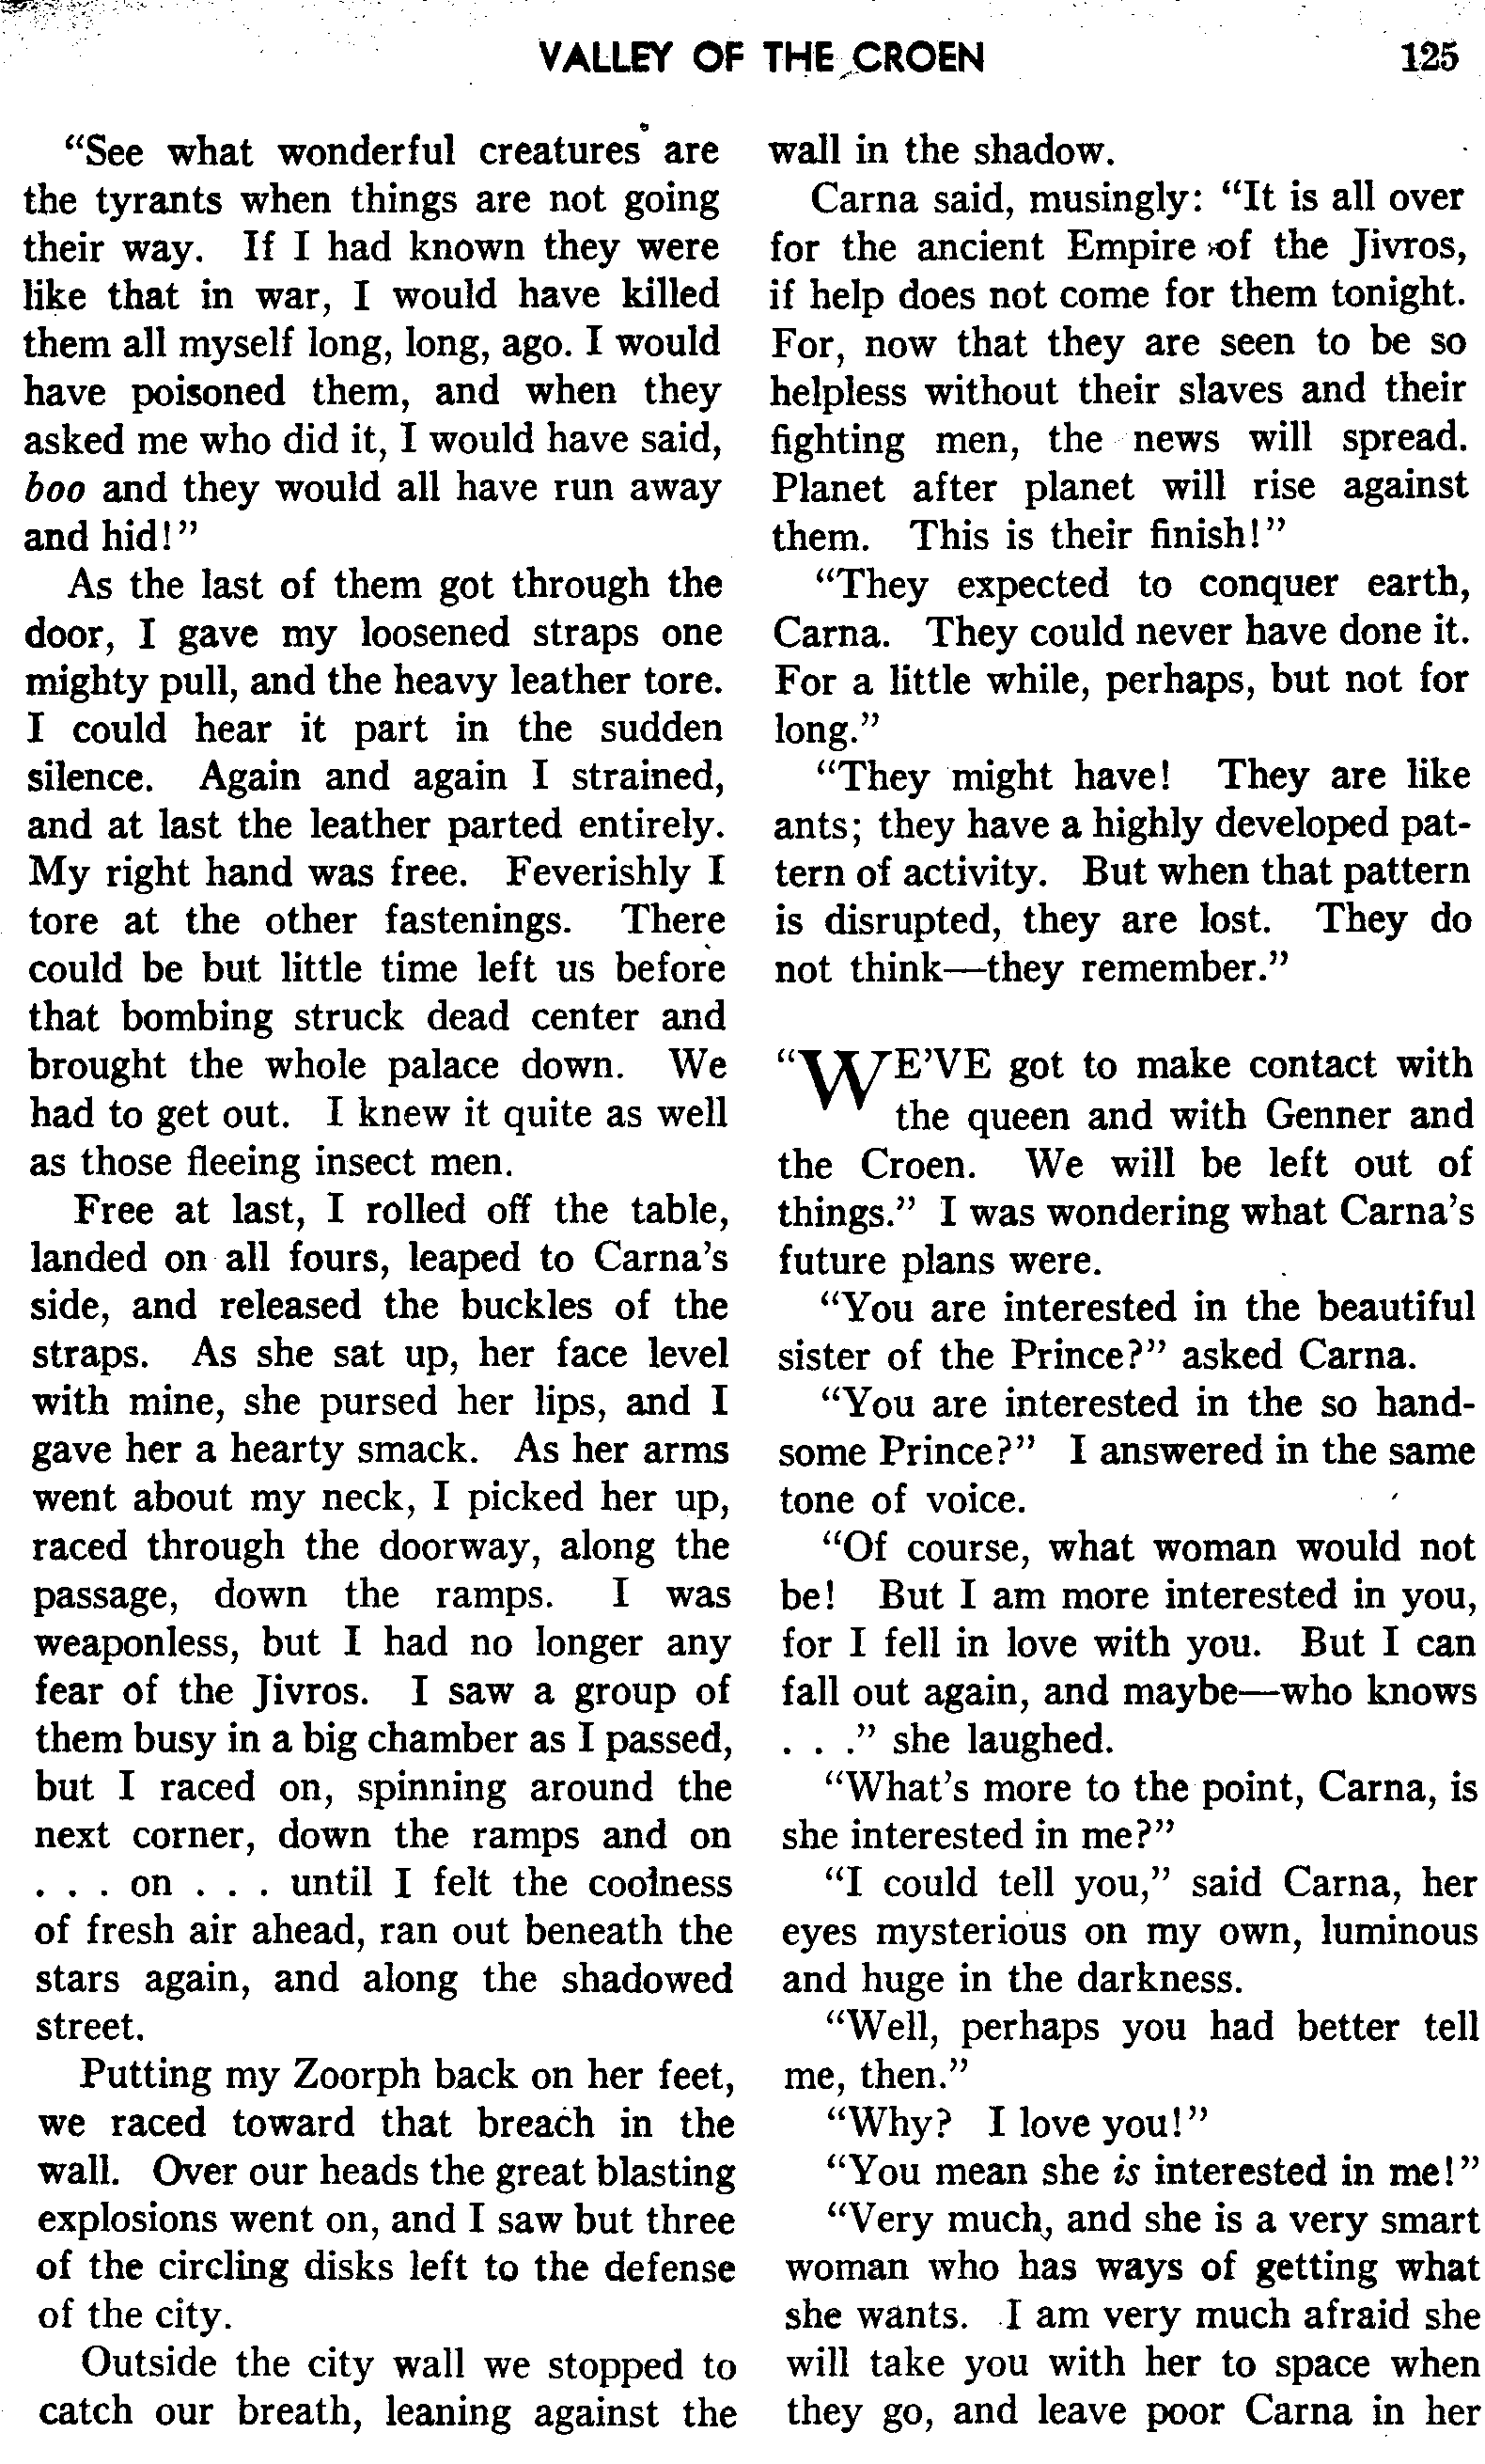 VALLEY OF THE CROEN 125
"See what wonderful creatures are
the tyrants when things are not going
their way. If I had known they were
like that in war, I would have killed
them all myself long, long, ago. I would
have poisoned them, and when they
asked me who did it, I would have said,
boo and they would all have run away
and hid!"
As the last of them got through the
door, I gave my loosened straps one
mighty pull, and the heavy leather tore.
I could hear it part in the sudden
silence. Again and again I strained,
and at last the leather parted entirely.
My right hand was free. Feverishly I
tore at the other fastenings. There
could be but little time left us before
that bombing struck dead center and
brought the whole palace down. We
had to get out. I knew it quite as well
as those fleeing insect men.
Free at last, I rolled off the table,
landed on all fours, leaped to Carna's
side, and released the buckles of the
straps. As she sat up, her face level
with mine, she pursed her lips, and I
gave her a hearty smack. As her arms
went about my neck, I picked her up,
raced through the doorway, along the
passage, down the ramps. I was
weaponless, but I had no longer any
fear of the Jivros. I saw a group of
them busy in a big chamber as I passed,
but I raced on, spinning around the
next corner, down the ramps and on
. . . on . . . until I felt the coolness
of fresh air ahead, ran out beneath the
stars again, and along the shadowed
street.
Putting my Zoorph back on her feet,
we raced toward that breach in the
wall. Over our heads the great blasting
explosions went on, and I saw but three
of the circling disks left to the defense
of the city.
Outside the city wall we stopped to
catch our breath, leaning against the
wall in the shadow.
Carna said, musingly: "It is all over
for the ancient Empire of the Jivros,
if help does not come for them tonight.
For, now that they are seen to be so
helpless without their slaves and their
fighting men, the news will spread.
Planet after planet will rise against
them. This is their finish!"
"They expected to conquer earth,
Carna. They could never have done it.
For a little while, perhaps, but not for
long."
"They might have! They are like
ants; they have a highly developed pat-
tern of activity. But when that pattern
is disrupted, they are lost. They do
not think—they remember."
"WE'VE got to make contact with
the queen and with Genner and
the Croen. We will be left out of
things." I was wondering what Carna's
future plans were.
"You are interested in the beautiful
sister of the Prince?" asked Carna.
"You are interested in the so hand-
some Prince?" I answered in the same
tone of voice.
"Of course, what woman would not
be! But I am more interested in you,
for I fell in love with you. But I can
fall out again, and maybe—who knows
. . ." she laughed.
"What's more to the point, Carna, is
she interested in me?"
"I could tell you," said Carna, her
eyes mysterious on my own, luminous
and huge in the darkness.
"Well, perhaps you had better tell
me, then."
"Why? I love you!"
"You mean she is interested in me!"
"Very much, and she is a very smart
woman who has ways of getting what
she wants. I am very much afraid she
will take you with her to space when
they go, and leave poor Carna in her